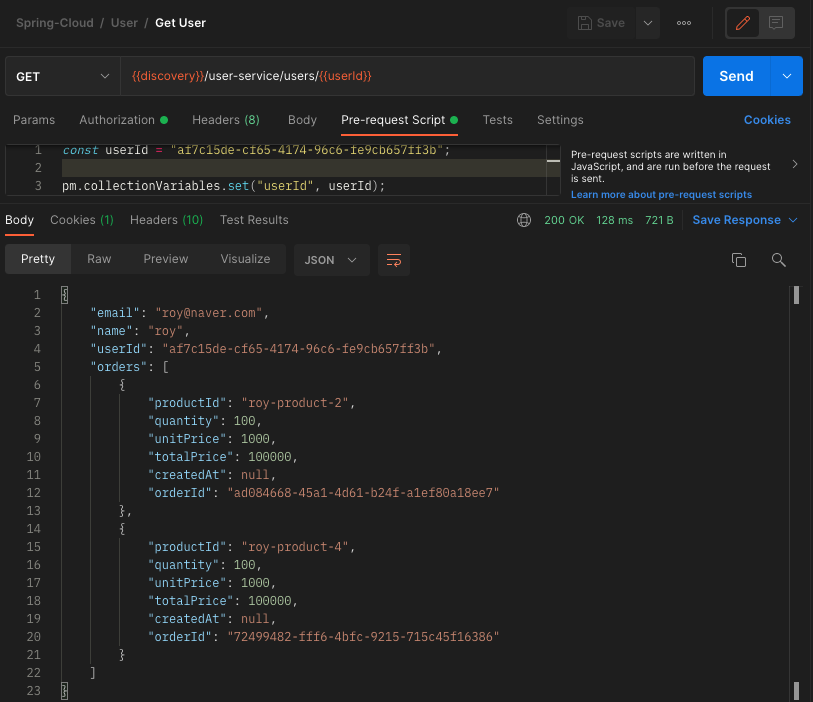 Spring-Cloud / User / Get User
Save
GET
{{discovery}}/user-service/users/{{userId}}
Send
Params Authorization Headers (8) Body Pre-request Script Tests Settings Cookies
1 const userId = "af7c15de-cf65-4174-96c6-fe9cb657ff3b";
2
3 pm.collectionVariables.set("userId", userId);
Pre-request scripts are written in
JavaScript, and are run before the request
is sent.
Learn more about pre-request scripts
Body Cookies (1) Headers (10) Test Results 200 OK 128 ms 721 B Save Response
Pretty Raw Preview Visualize JSON
1 {
2 "email": "roy@naver.com",
3 "name": "roy",
4 "userId": "af7c15de-cf65-4174-96c6-fe9cb657ff3b",
5 "orders": [
6 {
7 "productId": "roy-product-2",
8 "quantity": 100,
9 "unitPrice": 1000,
10 "totalPrice": 100000,
11 "createdAt": null,
12 "orderId": "ad084668-45a1-4d61-b24f-a1ef80a18ee7"
13 },
14 {
15 "productId": "roy-product-4",
16 "quantity": 100,
17 "unitPrice": 1000,
18 "totalPrice": 100000,
19 "createdAt": null,
20 "orderId": "72499482-fff6-4bfc-9215-715c45f16386"
21 }
22 ]
23 }